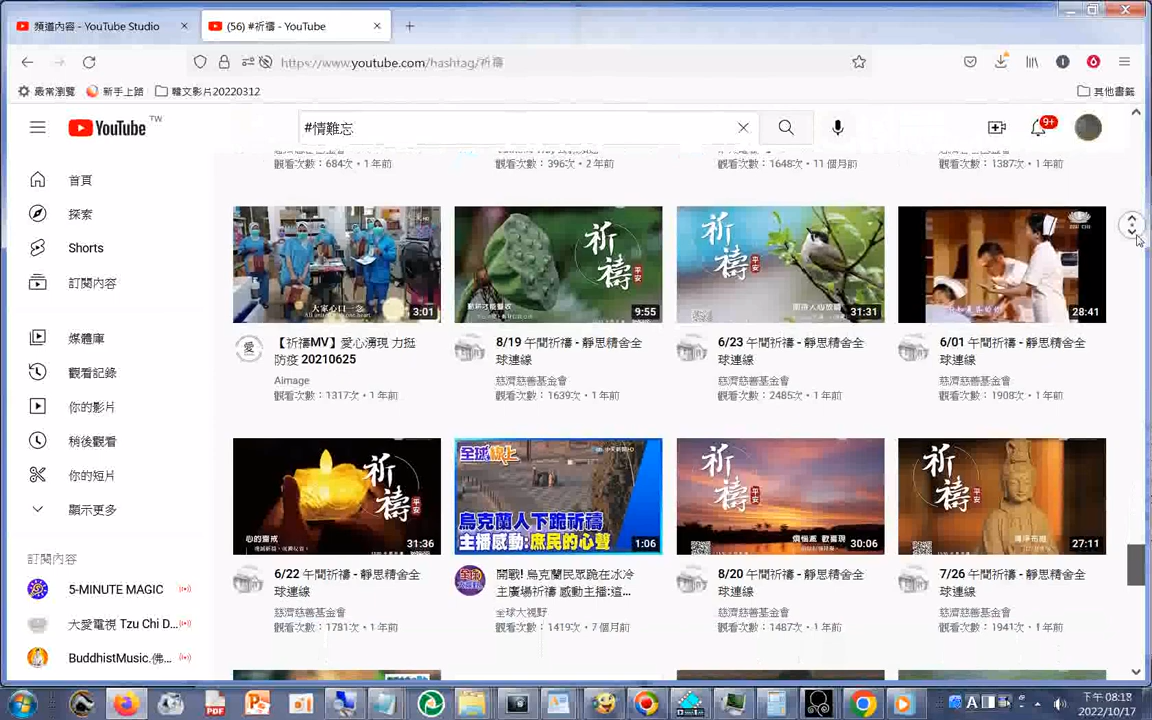 頻道內容 - YouTube Studio
(56) #祈禱 - YouTube
https://www.youtube.com/hashtag/祈禱
最常瀏覽
新手上路
韓文影片20220312
其他書籤
YouTube TW
#情難忘
9+
觀看次數：684次・1 年前
觀看次數：396次・2 年前
觀看次數：1648次・11 個月前
觀看次數：1387次・1 年前
首頁
探索
Shorts
訂閱內容
媒體庫
觀看記錄
你的影片
稍後觀看
你的短片
顯示更多
訂閱內容
5-MINUTE MAGIC
大愛電視 Tzu Chi D...
BuddhistMusic.佛...
大家心口一念
3:01
祈禱
平安
9:55
祈禱
平安
31:31
28:41
愛
【祈禱MV】愛心湧現 力挺
防疫 20210625
Aimage
觀看次數：1317次・1 年前
8/19 午間祈禱 - 靜思精舍全
球連線
慈濟慈善基金會
觀看次數：1639次・1 年前
6/23 午間祈禱 - 靜思精舍全
球連線
慈濟慈善基金會
觀看次數：2485次・1 年前
6/01 午間祈禱 - 靜思精舍全
球連線
慈濟慈善基金會
觀看次數：1908次・1 年前
祈禱
平安
31:36
全球線上
烏克蘭人下跪祈禱
主播感動:庶民的心聲
1:06
祈禱
平安
30:06
祈禱
平安
27:11
6/22 午間祈禱 - 靜思精舍全
球連線
慈濟慈善基金會
觀看次數：1781次・1 年前
開戰! 烏克蘭民眾跪在冰冷
主廣場祈禱 感動主播:這...
全球大視野
觀看次數：1419次・7 個月前
8/20 午間祈禱 - 靜思精舍全
球連線
慈濟慈善基金會
觀看次數：1487次・1 年前
7/26 午間祈禱 - 靜思精舍全
球連線
慈濟慈善基金會
觀看次數：1941次・1 年前
下午 08:18
2022/10/17